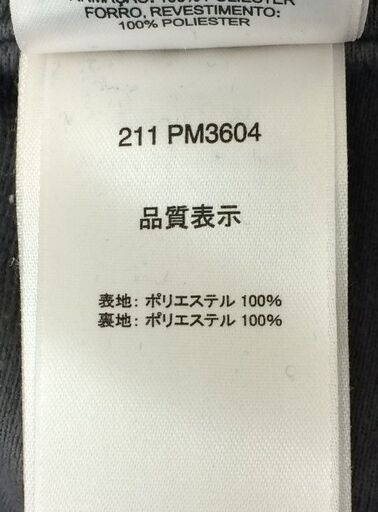 FORRO, REVESTIMENTO:
100% POLIESTER
211 PM3604
品質表示
表地: ポリエステル 100%
裏地: ポリエステル 100%